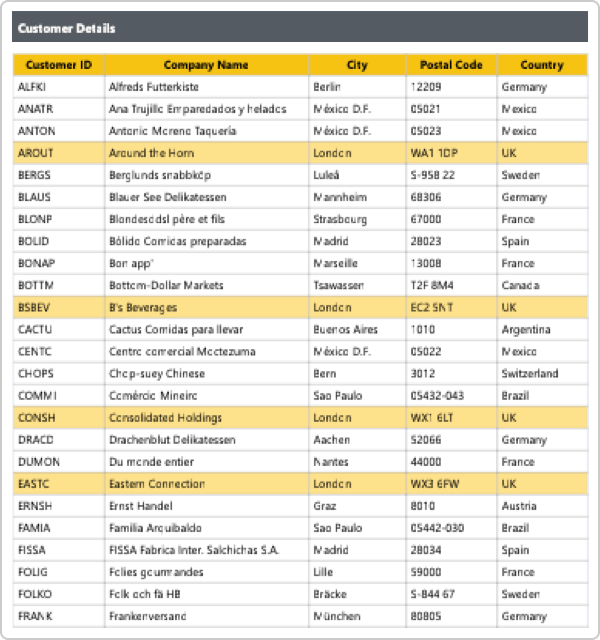 Customer Details
Customer ID Company Name City Postal Code Country
ALFKI Alfreds Futterkiste Berlin 12209 Germany
ANATR Ana Trujillo Emparedados y helados México D.F. 05021 Mexico
ANTON Antonio Moreno Taquería México D.F. 05023 Mexico
AROUT Around the Horn London WA1 1DP UK
BERGS Berglunds snabbköp Luleå S-958 22 Sweden
BLAUS Blauer See Delikatessen Mannheim 68306 Germany
BLONP Blondesddsl père et fils Strasbourg 67000 France
BOLID Bólido Comidas preparadas Madrid 28023 Spain
BONAP Bon app' Marseille 13008 France
BOTTM Bottom-Dollar Markets Tsawassen T2F 8M4 Canada
BSBEV B's Beverages London EC2 5NT UK
CACTU Cactus Comidas para llevar Buenos Aires 1010 Argentina
CENTC Centro comercial Moctezuma México D.F. 05022 Mexico
CHOPS Chop-suey Chinese Bern 3012 Switzerland
COMMI Comércio Mineiro Sao Paulo 05432-043 Brazil
CONSH Consolidated Holdings London WX1 6LT UK
DRACD Drachenblut Delikatessen Aachen 52066 Germany
DUMON Du monde entier Nantes 44000 France
EASTC Eastern Connection London WX3 6FW UK
ERNSH Ernst Handel Graz 8010 Austria
FAMIA Familia Arquibaldo Sao Paulo 05442-030 Brazil
FISSA FISSA Fabrica Inter. Salchichas S.A. Madrid 28034 Spain
FOLIG Folies gourmandes Lille 59000 France
FOLKO Folk och fä HB Bräcke S-844 67 Sweden
FRANK Frankenversand München 80805 Germany